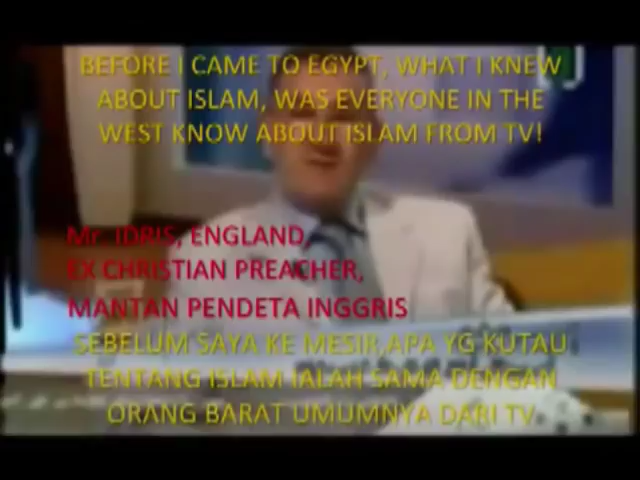 BEFORE I CAME TO EGYPT, WHAT I KNEW
ABOUT ISLAM, WAS EVERYONE IN THE
WEST KNOW ABOUT ISLAM FROM TV!
Mr. IDRIS, ENGLAND,
EX CHRISTIAN PREACHER,
MANTAN PENDETA INGGRIS
SEBELUM SAYA KE MESIR,APA YG KUTAU
TENTANG ISLAM IALAH SAMA DENGAN
ORANG BARAT UMUMNYA DARI TV.